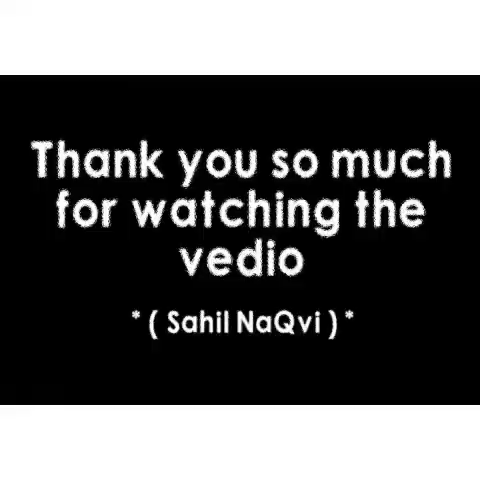 Thank you so much
for watching the
vedio
* ( Sahil NaQvi ) *